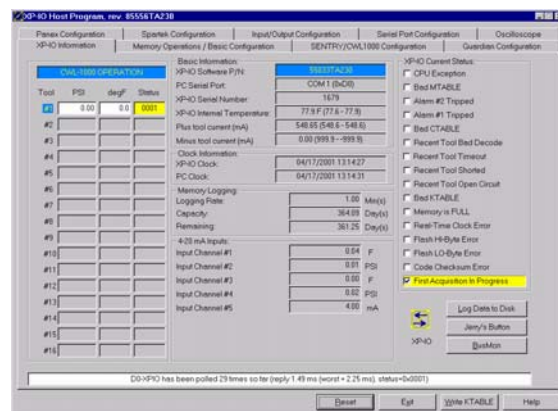 XP-IO Host Program, rev. 85556TA230
Panex Configuration
Spartek Configuration
Input/Output Configuration
Serial Port Configuration
Oscilloscope
XP-IO Information
Memory Operations / Basic Configuration
SENTRY/CWL1000 Configuration
Guardian Configuration
CWL-1000 OPERATION
Tool PSI degF Status
#1 0.00 0.0 0001
#2
#3
#4
#5
#6
#7
#8
#9
#10
#11
#12
#13
#14
#15
#16
Basic Information:
XP-IO Software P/N: 55033TA230
PC Serial Port: COM 1 (0xD0)
XP-IO Serial Number: 1679
XP-IO Internal Temperature: 77.9 F (77.6 - 77.9)
Plus tool current (mA) 548.65 (548.6 - 548.6)
Minus tool current (mA) 0.00 (999.9 - -999.9)
Clock Information:
XP-IO Clock: 04/17/2001 13:14:27
PC Clock: 04/17/2001 13:14:31
Memory Logging:
Logging Rate: 1.00 Min(s)
Capacity: 364.09 Day(s)
Remaining: 361.25 Day(s)
4-20 mA Inputs:
Input Channel #1 0.04 F
Input Channel #2 0.01 PSI
Input Channel #3 0.00 F
Input Channel #4 0.02 PSI
Input Channel #5 4.00 mA
XP-IO Current Status:
CPU Exception
Bad MTABLE
Alarm #2 Tripped
Alarm #1 Tripped
Bad CTABLE
Recent Tool Bad Decode
Recent Tool Timeout
Recent Tool Shorted
Recent Tool Open Circuit
Bad KTABLE
Memory is FULL
Real-Time Clock Error
Flash HI-Byte Error
Flash LO-Byte Error
Code Checksum Error
First Acquisition In Progress
XP-IO
Log Data to Disk
Jerry's Button
BusMon
D0-XPIO has been polled 29 times so far (reply 1.49 ms (worst = 2.25 ms), status=0x0001)
Reset
Exit
Write KTABLE
Help